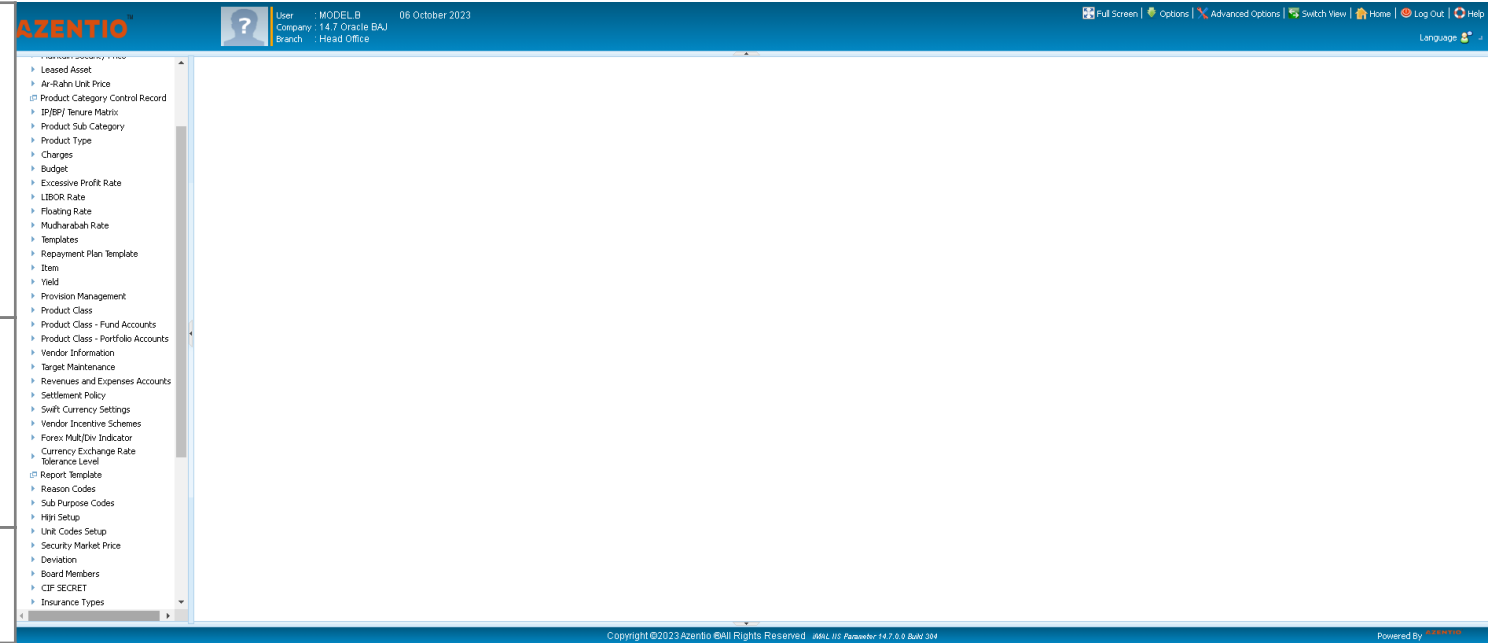 AZENTIO™
User : MODEL.B 06 October 2023
Company : 14.7 Oracle BAJ
Branch : Head Office
Full Screen | Options | Advanced Options | Switch View | Home | Log Out | Help
Language
Maintain Security Price
Leased Asset
Ar-Rahn Unit Price
Product Category Control Record
IP/BP/ Tenure Matrix
Product Sub Category
Product Type
Charges
Budget
Excessive Profit Rate
LIBOR Rate
Floating Rate
Mudharabah Rate
Templates
Repayment Plan Template
Item
Yield
Provision Management
Product Class
Product Class - Fund Accounts
Product Class - Portfolio Accounts
Vendor Information
Target Maintenance
Revenues and Expenses Accounts
Settlement Policy
Swift Currency Settings
Vendor Incentive Schemes
Forex Mult/Div Indicator
Currency Exchange Rate
Tolerance Level
Report Template
Reason Codes
Sub Purpose Codes
Hijri Setup
Unit Codes Setup
Security Market Price
Deviation
Board Members
CIF SECRET
Insurance Types
Copyright ©2023 Azentio ®All Rights Reserved iMAL IIS Parameter 14.7.0.0 Build 304
Powered By AZENTIO